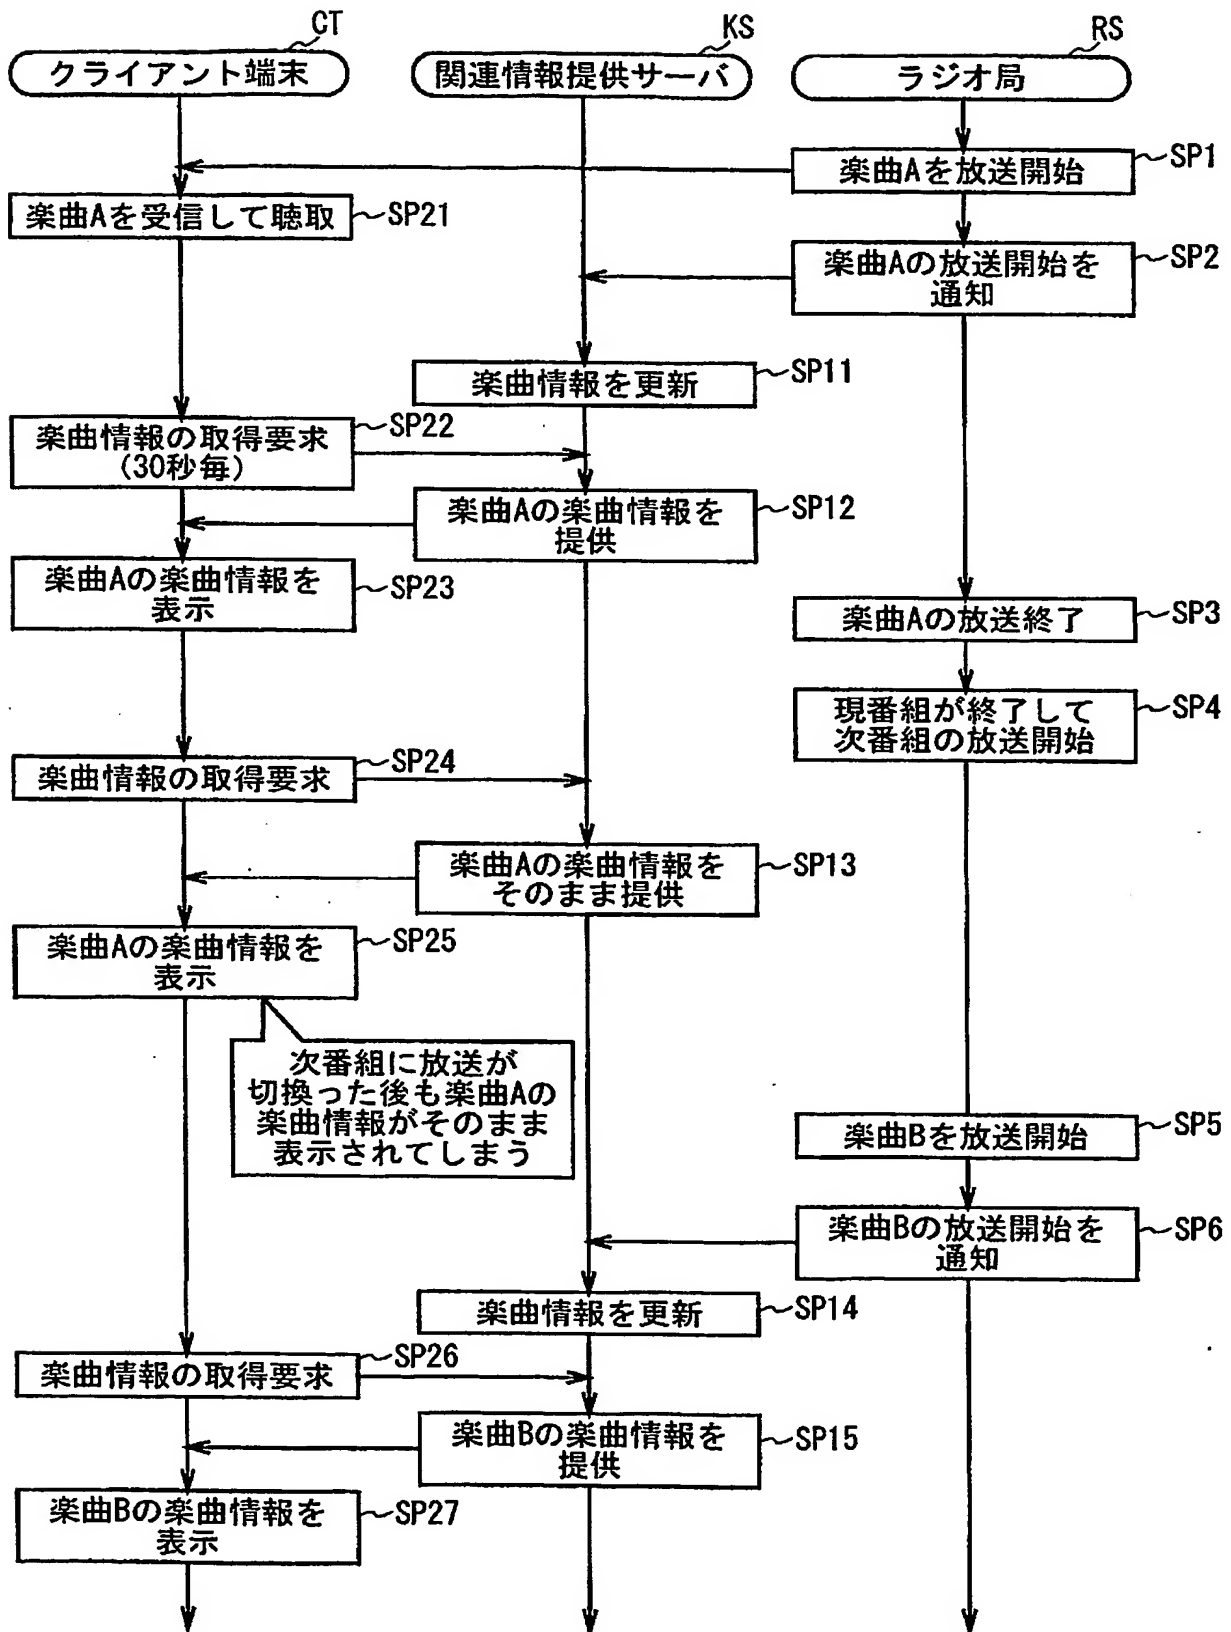 CT
クライアント端末
KS
関連情報提供サーバ
RS
ラジオ局
楽曲Aを放送開始
SP1
楽曲Aを受信して聴取
SP21
楽曲Aの放送開始を
通知
SP2
楽曲情報を更新
SP11
楽曲情報の取得要求
(30秒毎)
SP22
楽曲Aの楽曲情報を
提供
SP12
楽曲Aの楽曲情報を
表示
SP23
楽曲Aの放送終了
SP3
現番組が終了して
次番組の放送開始
SP4
楽曲情報の取得要求
SP24
楽曲Aの楽曲情報を
そのまま提供
SP13
楽曲Aの楽曲情報を
表示
SP25
次番組に放送が
切換った後も楽曲Aの
楽曲情報がそのまま
表示されてしまう
楽曲Bを放送開始
SP5
楽曲Bの放送開始を
通知
SP6
楽曲情報を更新
SP14
楽曲情報の取得要求
SP26
楽曲Bの楽曲情報を
提供
SP15
楽曲Bの楽曲情報を
表示
SP27